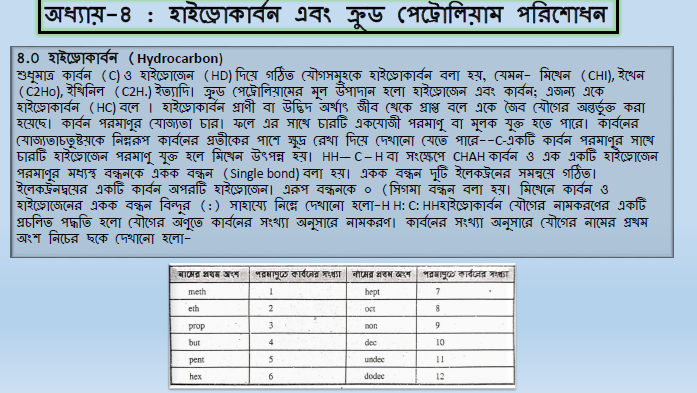 অধ্যায়-৪ : হাইড্রোকার্বন এবং ক্রুড পেট্রোলিয়াম পরিশোধন
৪.০ হাইড্রোকার্বন (Hydrocarbon)
শুধুমাত্র কার্বন (C) ও হাইড্রোজেন (HD) দিয়ে গঠিত যৌগসমূহকে হাইড্রোকার্বন বলা হয়, যেমন- মিথেন (CHI), ইথেন
(C2Ho), ইথিনিল (C2H.) ইত্যাদি। ক্রুড পেট্রোলিয়ামের মূল উপাদান হলো হাইড্রোজেন এবং কার্বন; এজন্য একে
হাইড্রোকার্বন (HC) বলে । হাইড্রোকার্বন প্রাণী বা উদ্ভিদ অর্থাৎ জীব থেকে প্রাপ্ত বলে একে জৈব যৌগের অন্তর্ভুক্ত করা
হয়েছে। কার্বন পরমাণুর যোজ্যতা চার। ফলে এর সাথে চারটি একযোজী পরমাণু বা মূলক যুক্ত হতে পারে। কার্বনের
যোজ্যতাচতুষ্টয়কে নিম্নরুপ কার্বনের প্রতীকের পাশে ক্ষুদ্র রেখা দিয়ে দেখানো যেতে পারে--C-একটি কার্বন পরমাণুর সাথে
চারটি হাইড্রোজেন পরমাণু যুক্ত হলে মিথেন উৎপন্ন হয়। HH— C – H বা সংক্ষেপে CHAH কার্বন ও এক একটি হাইড্রোজেন
পরমাণুর মধ্যস্থ বন্ধনকে একক বন্ধন (Single bond) বলা হয়। একক বন্ধন দুটি ইলেকট্রনের সমন্বয়ে গঠিত।
ইলেকট্রনদ্বয়ের একটি কার্বন অপরটি হাইড্রোজেন। এরুপ বন্ধনকে ০ (সিগমা বন্ধন বলা হয়। মিথেনে কার্বন ও
হাইড্রোজেনের একক বন্ধন বিন্দুর (:) সাহায্যে নিম্নে দেখানো হলো-H H: C: HHহাইড্রোকার্বন যৌগের নামকরণের একটি
প্রচলিত পদ্ধতি হলো যৌগের অণুতে কার্বনের সংখ্যা অনুসারে নামকরণ। কার্বনের সংখ্যা অনুসারে যৌগের নামের প্রথম
অংশ নিচের ছকে দেখানো হলো-
নামের প্রথম অংশ পরমাণুতে কার্বনের সংখ্যা নামের প্রথম অংশ পরমাণুতে কার্বনের সংখ্যা
meth 1 hept 7
eth 2 oct 8
prop 3 non 9
but 4 dec 10
pent 5 undec 11
hex 6 dodec 12